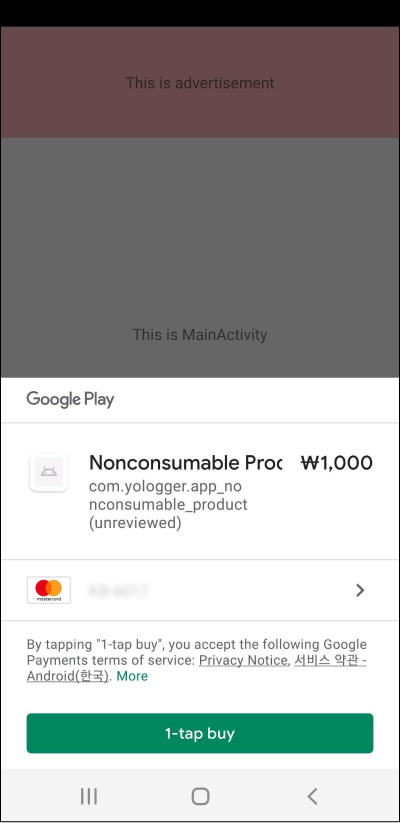 This is advertisement
This is MainActivity
Google Play
Nonconsumable Proc ₩1,000
com.yologger.app_no
nconsumable_product
(unreviewed)
mastercard
By tapping "1-tap buy", you accept the following Google
Payments terms of service: Privacy Notice, 서비스 약관 -
Android(한국). More
1-tap buy